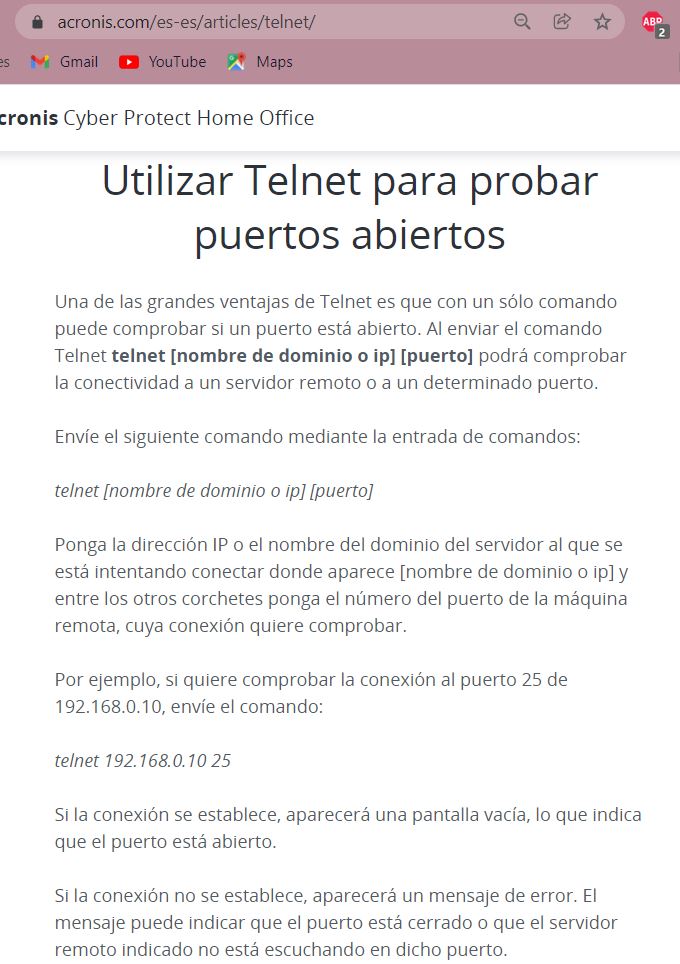 acronis.com/es-es/articles/telnet/
ABP
2
es Gmail YouTube Maps
cronis Cyber Protect Home Office
Utilizar Telnet para probar
puertos abiertos
Una de las grandes ventajas de Telnet es que con un sólo comando
puede comprobar si un puerto está abierto. Al enviar el comando
Telnet telnet [nombre de dominio o ip] [puerto] podrá comprobar
la conectividad a un servidor remoto o a un determinado puerto.
Envíe el siguiente comando mediante la entrada de comandos:
telnet [nombre de dominio o ip] [puerto]
Ponga la dirección IP o el nombre del dominio del servidor al que se
está intentando conectar donde aparece [nombre de dominio o ip] y
entre los otros corchetes ponga el número del puerto de la máquina
remota, cuya conexión quiere comprobar.
Por ejemplo, si quiere comprobar la conexión al puerto 25 de
192.168.0.10, envíe el comando:
telnet 192.168.0.10 25
Si la conexión se establece, aparecerá una pantalla vacía, lo que indica
que el puerto está abierto.
Si la conexión no se establece, aparecerá un mensaje de error. El
mensaje puede indicar que el puerto está cerrado o que el servidor
remoto indicado no está escuchando en dicho puerto.